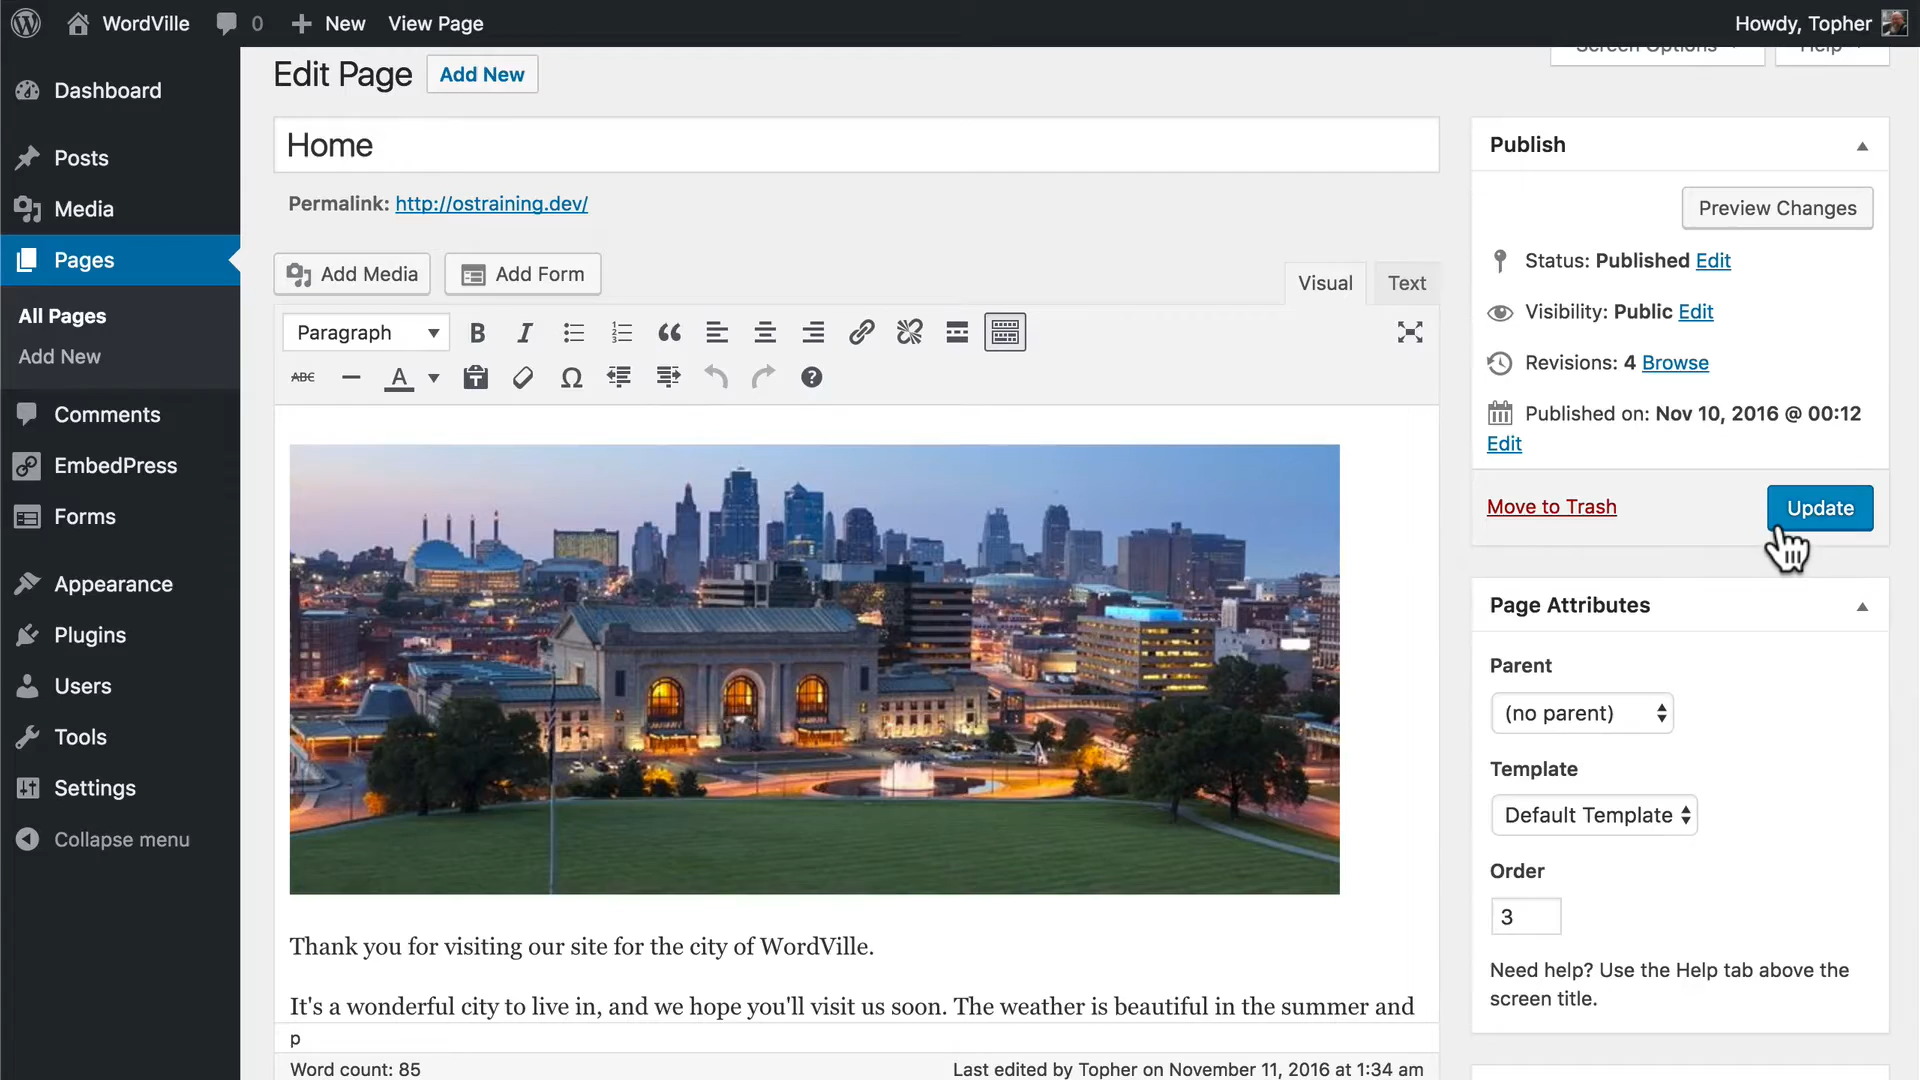 WordVille 0 New View Page Howdy, Topher
Screen Options Help
Dashboard
Posts
Media
Pages
All Pages
Add New
Comments
EmbedPress
Forms
Appearance
Plugins
Users
Tools
Settings
Collapse menu
Edit Page Add New
Home
Permalink: http://ostraining.dev/
Add Media Add Form
Visual Text
Paragraph
ABC A
Thank you for visiting our site for the city of WordVille.
It's a wonderful city to live in, and we hope you'll visit us soon. The weather is beautiful in the summer and
p
Word count: 85 Last edited by Topher on November 11, 2016 at 1:34 am
Publish
Preview Changes
Status: Published Edit
Visibility: Public Edit
Revisions: 4 Browse
Published on: Nov 10, 2016 @ 00:12
Edit
Move to Trash Update
Page Attributes
Parent
(no parent)
Template
Default Template
Order
3
Need help? Use the Help tab above the
screen title.